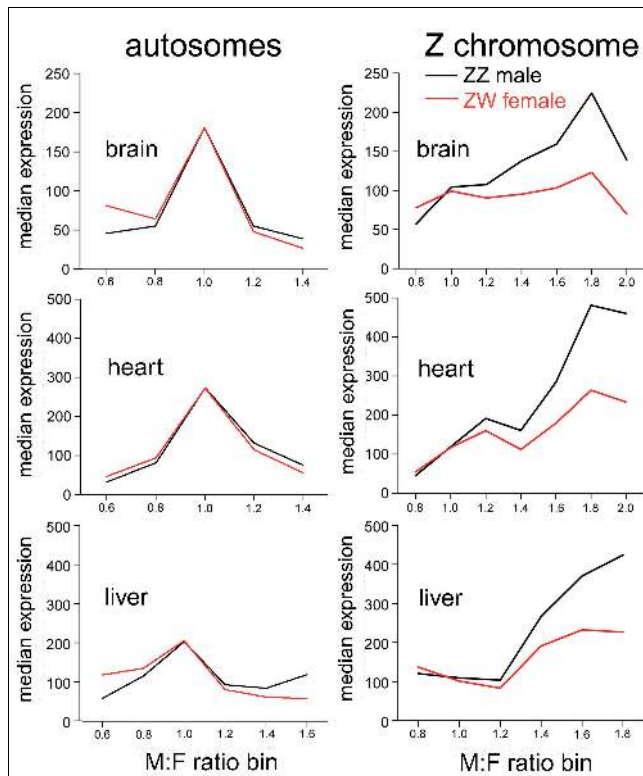 autosomes
Z chromosome
ZZ male
ZW female
250
200
150
100
50
0
median expression
brain
0.6 0.8 1.0 1.2 1.4
250
200
150
100
50
0
median expression
brain
0.8 1.0 1.2 1.4 1.6 1.8 2.0
500
400
300
200
100
0
median expression
heart
0.6 0.8 1.0 1.2 1.4
500
400
300
200
100
0
median expression
heart
0.8 1.0 1.2 1.4 1.6 1.8 2.0
500
400
300
200
100
0
median expression
liver
0.6 0.8 1.0 1.2 1.4 1.6
M:F ratio bin
500
400
300
200
100
0
median expression
liver
0.8 1.0 1.2 1.4 1.6 1.8
M:F ratio bin